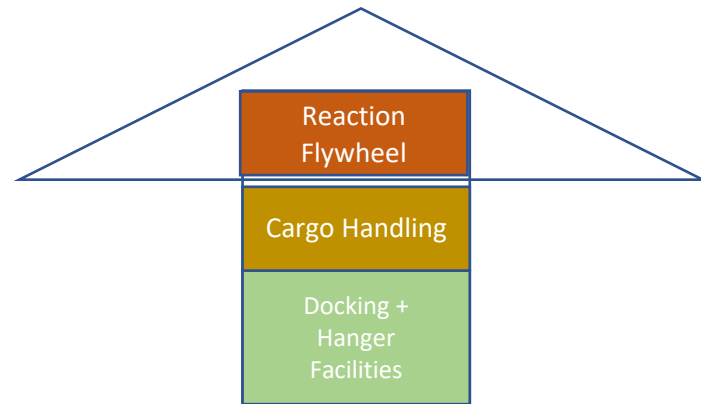 Reaction
Flywheel
Cargo Handling
Docking +
Hanger
Facilities